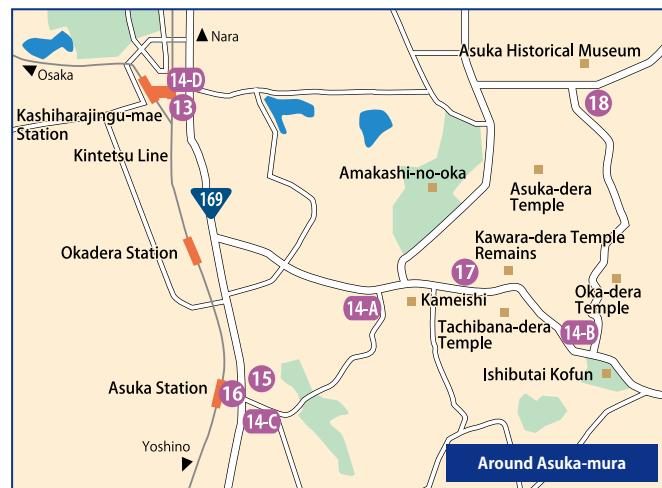 Nara
Asuka Historical Museum
Osaka
14-D
13
18
Kashiharajingu-mae
Station
Kintetsu Line
Amakashi-no-oka
Asuka-dera
Temple
169
Kawara-dera Temple
Remains
Okadera Station
17
Oka-dera
Temple
14-A
Kameishi
Tachibana-dera
Temple
14-B
Asuka Station
16
15
Ishibutai Kofun
14-C
Yoshino
Around Asuka-mura